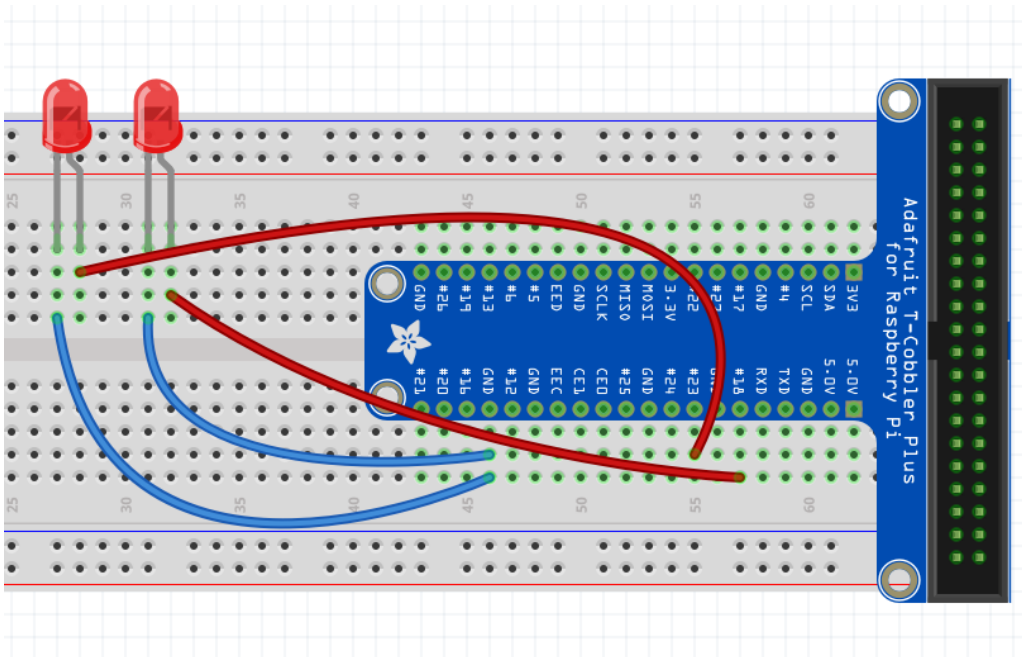 25 30 35 40 45 50 55 60
GND #26 #19 #13 #6 #5 EED GND SCLK MISO MOSI 3.3V #22 #17 GND #4 SCL SDA 3V3
#21 #20 #16 GND #12 GND EEC CE1 CE0 #25 GND #24 #23 #18 RXD TXD GND 5.0V 5.0V
25 30 35 40 45 50 55 60
Adafruit T-Cobbler Plus
for Raspberry Pi